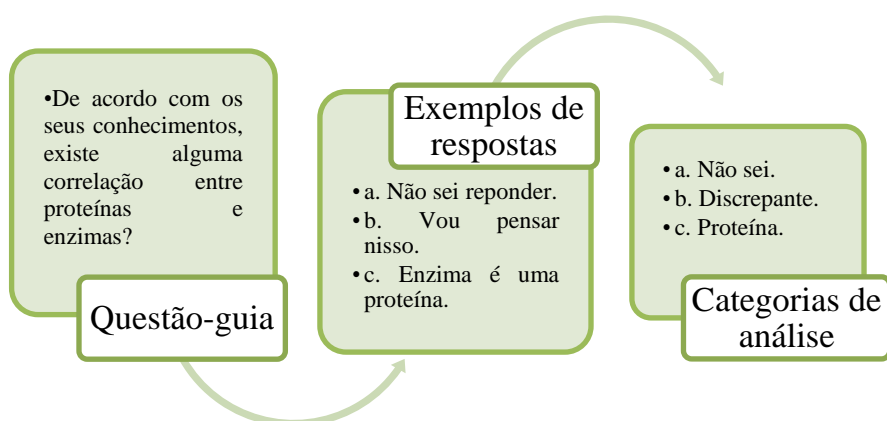 •De acordo com os
seus conhecimentos,
existe alguma
correlação entre
proteínas e
enzimas?
Questão-guia
Exemplos de
respostas
• a. Não sei reponder.
• b. Vou pensar
nisso.
• c. Enzima é uma
proteína.
• a. Não sei.
• b. Discrepante.
• c. Proteína.
Categorias de
análise